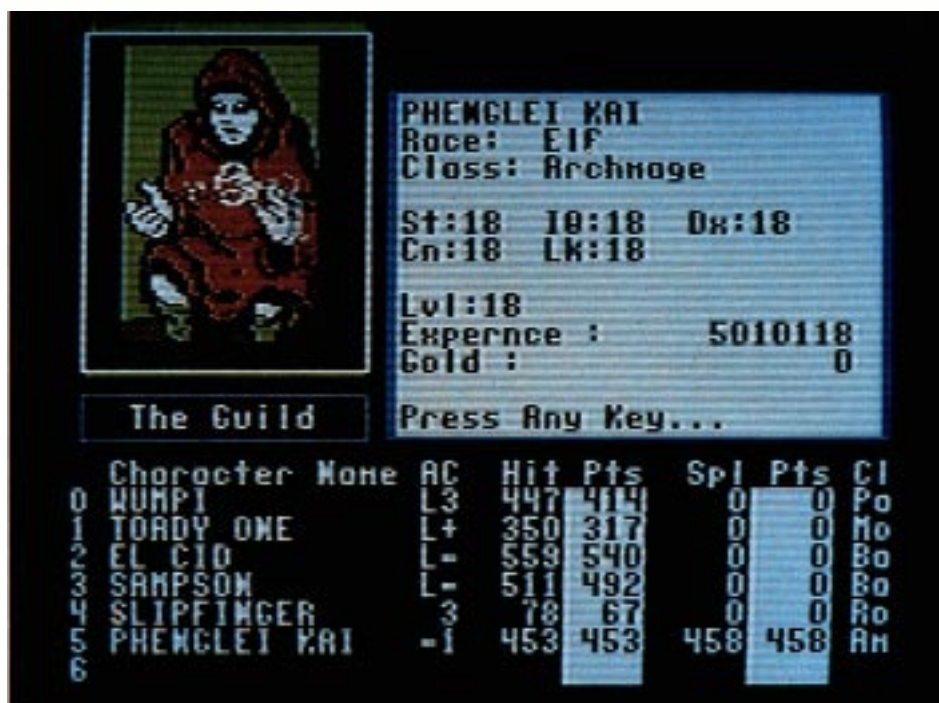 PHENGLEI KAI
Race: Elf
Class: Archmage
St:18 IQ:18 Dx:18
Cn:18 LK:18
Lvl:18
Expernce : 5010118
Gold : 0
Press Any Key...
The Guild
Character Name AC Hit Pts Spl Pts Cl
0 WUMPI L3 447 414 0 0 Pa
1 TOADY ONE L+ 350 317 0 0 Mo
2 EL CID L- 559 540 0 0 Ba
3 SAMPSON L- 511 492 0 0 Ba
4 SLIPFINGER 3 78 67 0 0 Ro
5 PHENGLEI KAI -1 453 453 458 458 Am
6